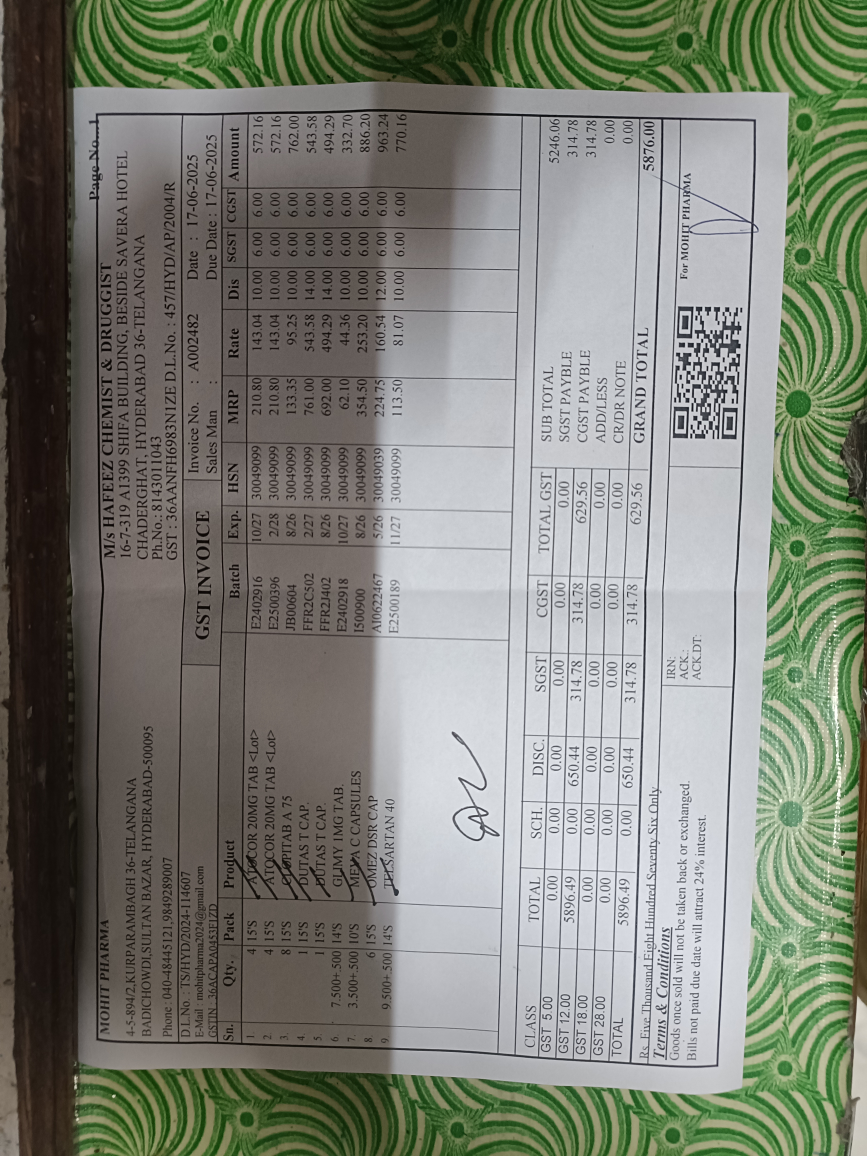 Page No...1
MOHIT PHARMA
4-5-894/2,KURPARAMBAGH 36-TELANGANA
BADICHOWDI,SULTAN BAZAR, HYDERABAD-500095
Phone : 040-48445121,9849289007
D.L.No. : TS/HYD/2024-114607
E-Mail : mohitpharma2024@gmail.com
GSTIN : 36ACAPA0453F1ZD
M/s HAFEEZ CHEMIST & DRUGGIST
16-7-319 A1399 SHIFA BUILDING, BESIDE SAVERA HOTEL
CHADERGHAT, HYDERABAD 36-TELANGANA
Ph.No.: 8143011043
GST : 36AANFH6983N1ZE D.L.No. : 457/HYD/AP/2004/R
GST INVOICE
Invoice No. : A002482 Date : 17-06-2025
Sales Man : Due Date : 17-06-2025
Sn. Qty. Pack Product Batch Exp. HSN MRP Rate Dis SGST CGST Amount
1. 4 15'S ATOCOR 20MG TAB <Lot> E2402916 10/27 30049099 210.80 143.04 10.00 6.00 6.00 572.16
2. 4 15'S ATOCOR 20MG TAB <Lot> E2500396 2/28 30049099 210.80 143.04 10.00 6.00 6.00 572.16
3. 8 15'S CLOPITAB A 75 JB00604 8/26 30049099 133.35 95.25 10.00 6.00 6.00 762.00
4. 1 15'S DUTAS T CAP. FFR2C502 2/27 30049099 761.00 543.58 14.00 6.00 6.00 543.58
5. 1 15'S DUTAS T CAP. FFR2J402 8/26 30049099 692.00 494.29 14.00 6.00 6.00 494.29
6. 7.500+.500 14'S GLIMY 1MG TAB. E2402918 10/27 30049099 62.10 44.36 10.00 6.00 6.00 332.70
7. 3.500+.500 10'S C CAPSULES I500900 8/26 30049099 354.50 253.20 10.00 6.00 6.00 886.20
8. 6 15'S OMEZ DSR CAP AI0622467 5/26 30049039 224.75 160.54 12.00 6.00 6.00 963.24
9. 9.500+.500 14'S TELSARTAN 40 E2500189 11/27 30049099 113.50 81.07 10.00 6.00 6.00 770.16
CLASS TOTAL SCH. DISC. SGST CGST TOTAL GST
GST 5.00 0.00 0.00 0.00 0.00 0.00 0.00
GST 12.00 5896.49 0.00 650.44 314.78 314.78 629.56
GST 18.00 0.00 0.00 0.00 0.00 0.00 0.00
GST 28.00 0.00 0.00 0.00 0.00 0.00 0.00
TOTAL 5896.49 0.00 650.44 314.78 314.78 629.56
SUB TOTAL 5246.06
SGST PAYBLE 314.78
CGST PAYBLE 314.78
ADD/LESS 0.00
CR/DR NOTE 0.00
GRAND TOTAL 5876.00
Rs. Five Thousand Eight Hundred Seventy Six Only
Terms & Conditions
Goods once sold will not be taken back or exchanged.
Bills not paid due date will attract 24% interest.
IRN:
ACK.:
ACK.DT:
For MOHIT PHARMA